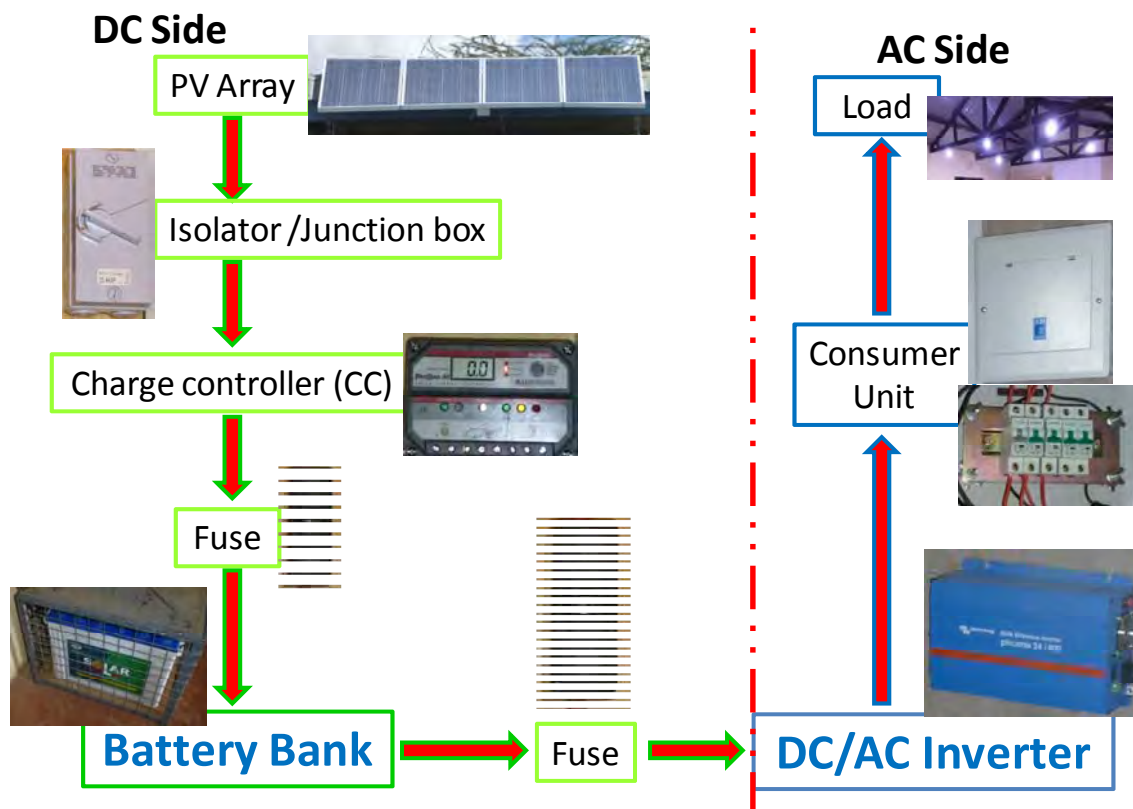 DC Side
PV Array
Isolator /Junction box
Charge controller (CC)
0.0
Fuse
Battery Bank
Fuse
AC Side
Load
Consumer
Unit
DC/AC Inverter